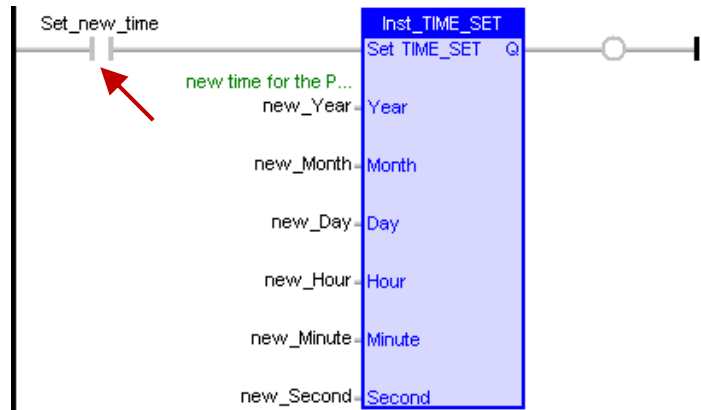 Set_new_time
Inst_TIME_SET
Set TIME_SET Q
new time for the P...
new_Year Year
new_Month Month
new_Day Day
new_Hour Hour
new_Minute Minute
new_Second Second